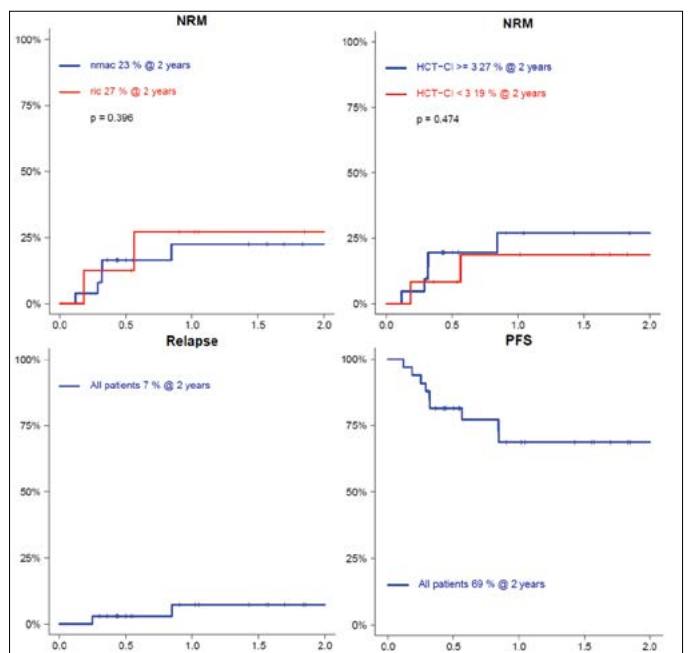 NRM
100%
75%
50%
25%
0%
nmac 23 % @ 2 years
ric 27 % @ 2 years
p = 0.396
0.0 0.5 1.0 1.5 2.0
NRM
100%
75%
50%
25%
0%
HCT-CI >= 3 27 % @ 2 years
HCT-CI < 3 19 % @ 2 years
p = 0.474
0.0 0.5 1.0 1.5 2.0
Relapse
100%
75%
50%
25%
0%
All patients 7 % @ 2 years
0.0 0.5 1.0 1.5 2.0
PFS
100%
75%
50%
25%
0%
All patients 69 % @ 2 years
0.0 0.5 1.0 1.5 2.0